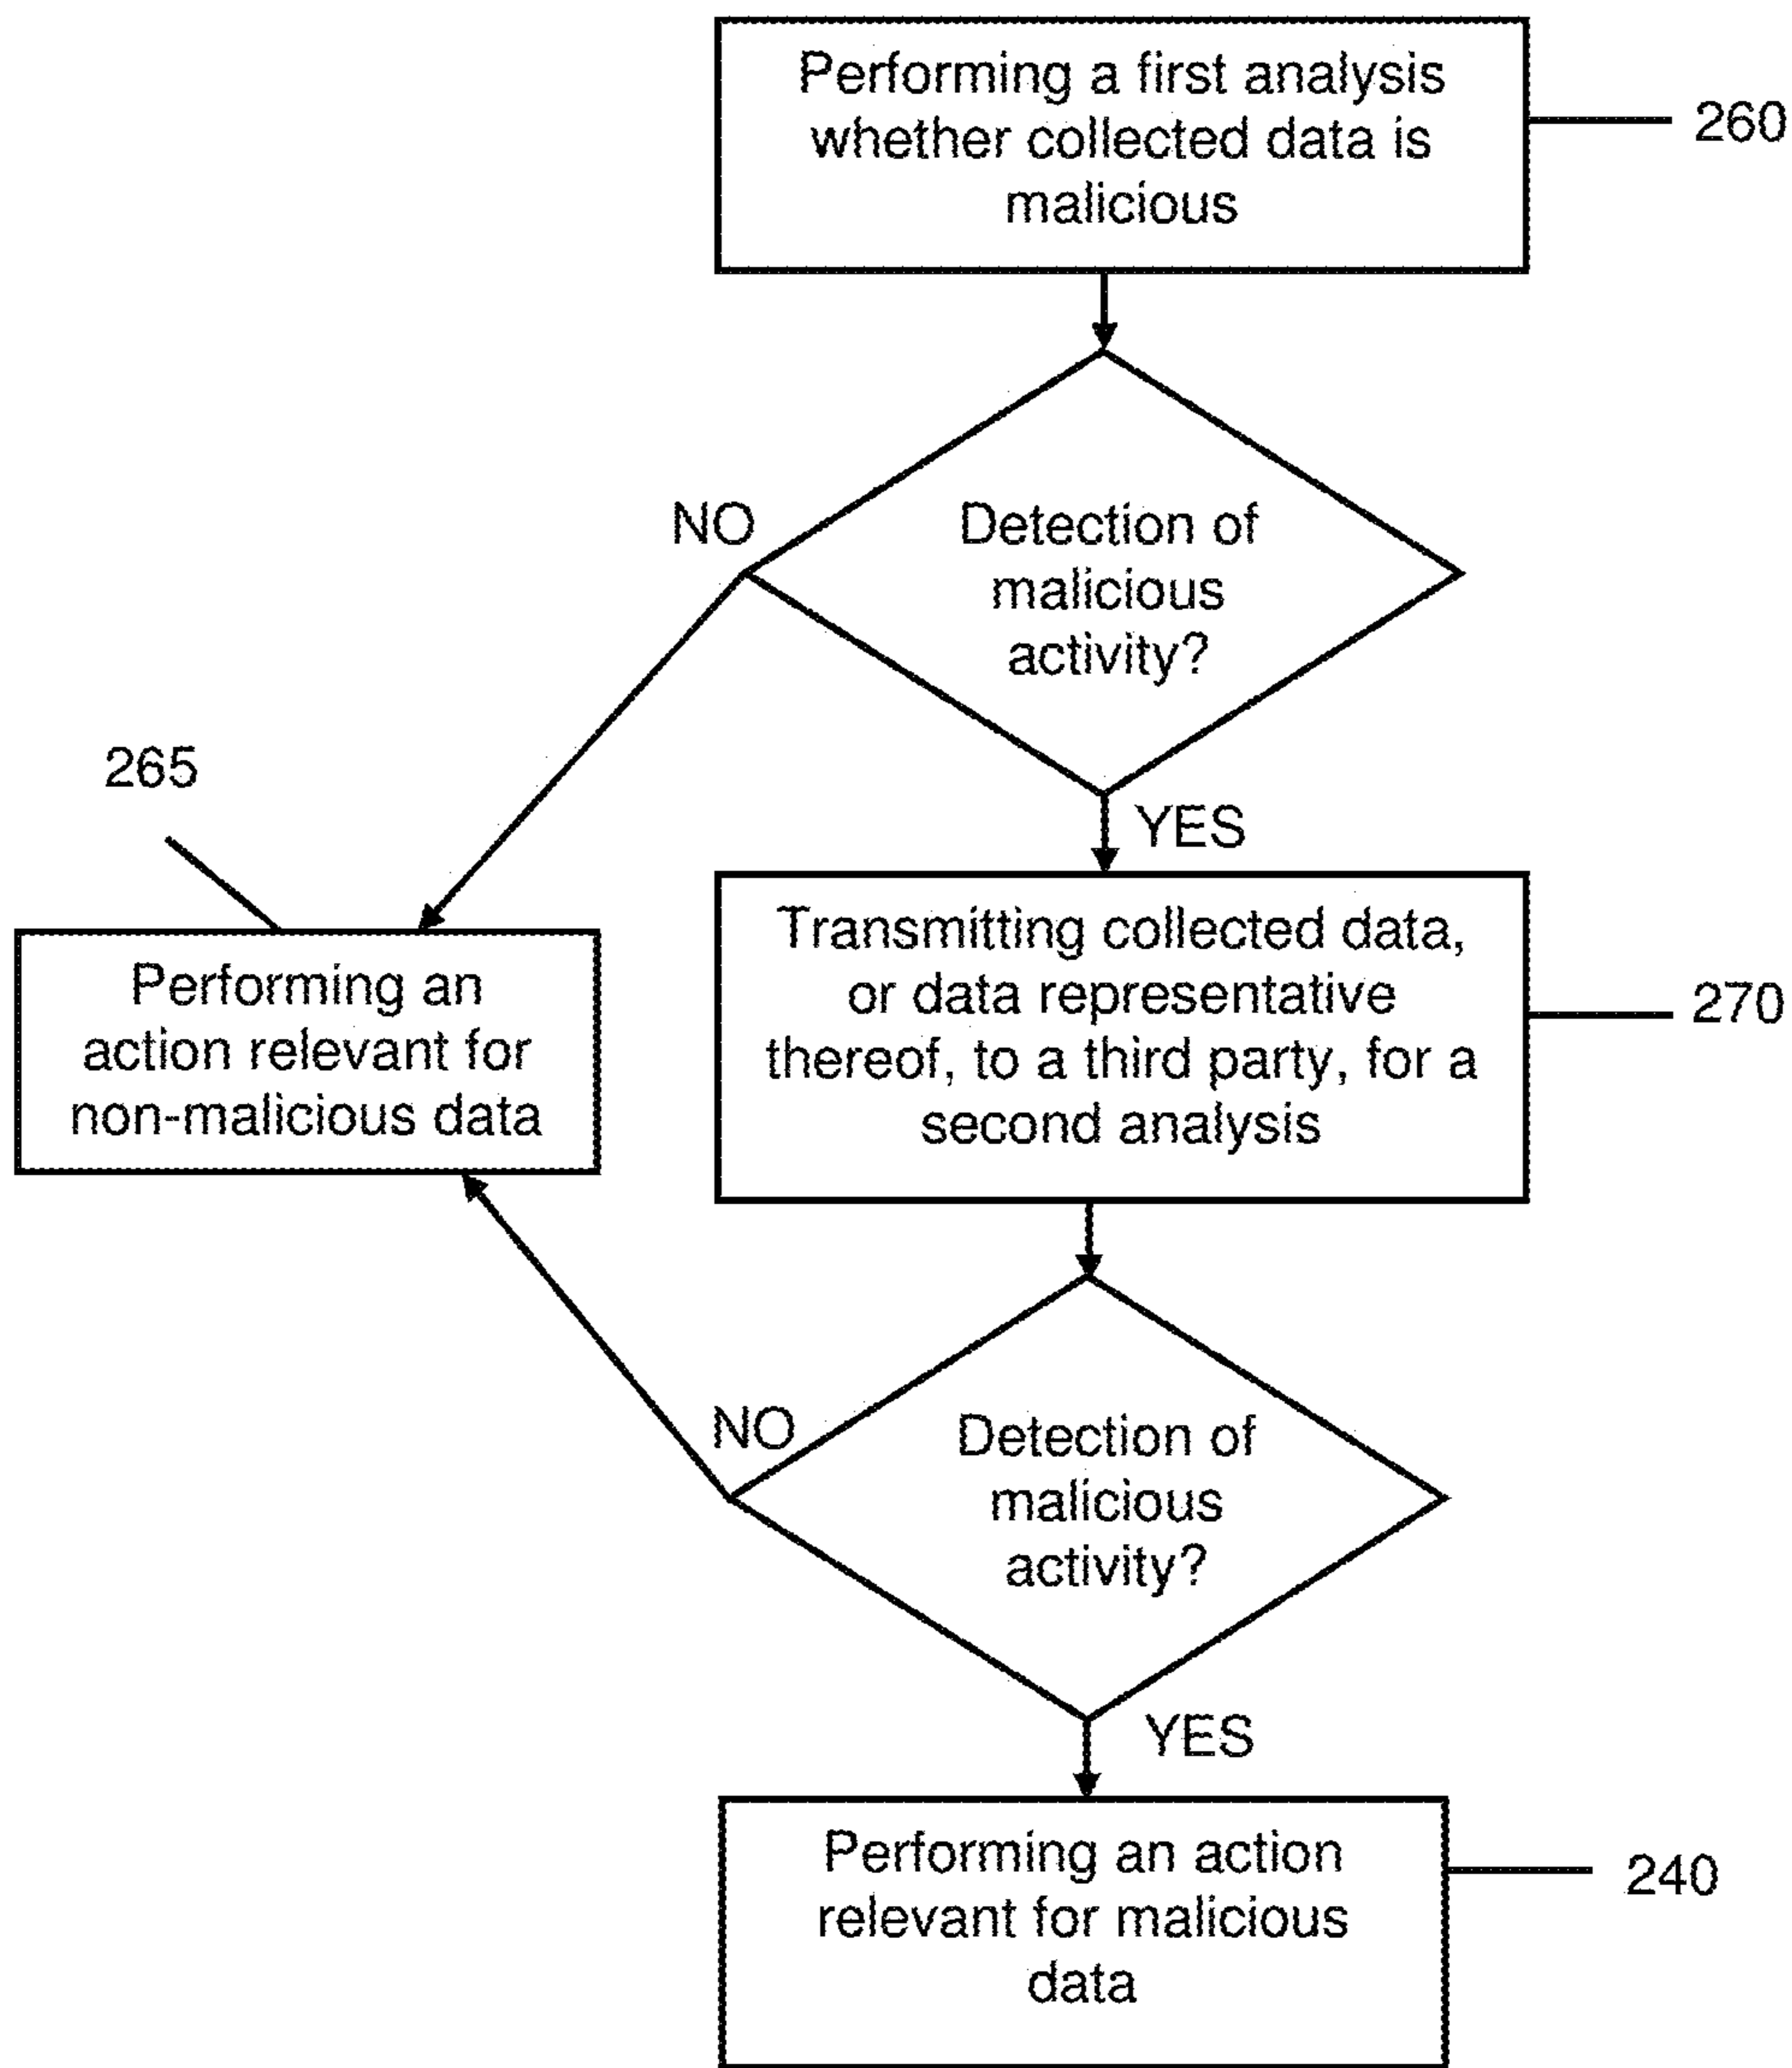 Performing a first analysis
whether collected data is
malicious
260
Detection of
malicious
activity?
NO
YES
265
Performing an
action relevant for
non-malicious data
Transmitting collected data,
or data representative
thereof, to a third party, for a
second analysis
270
Detection of
malicious
activity?
NO
YES
Performing an action
relevant for malicious
data
240